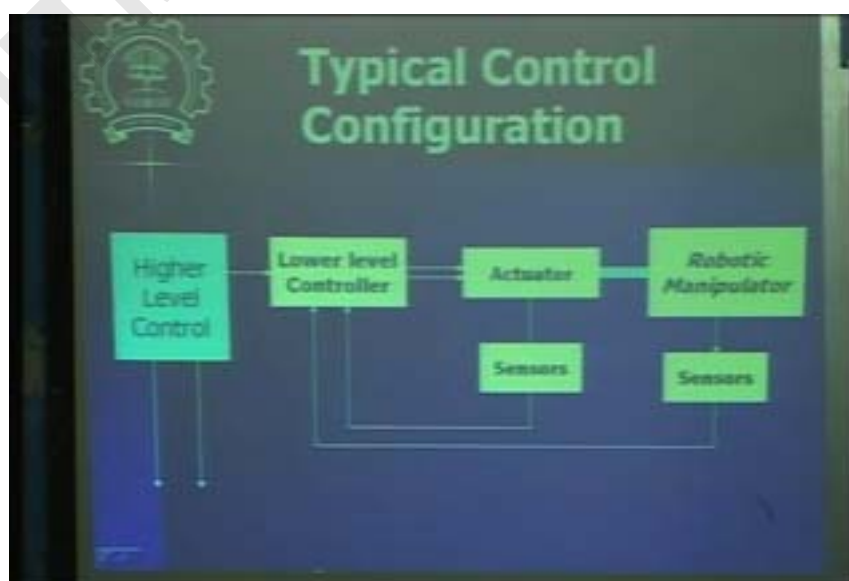 Typical Control
Configuration
Higher
Level
Control
Lower level
Controller
Actuator
Robotic
Manipulator
Sensors
Sensors